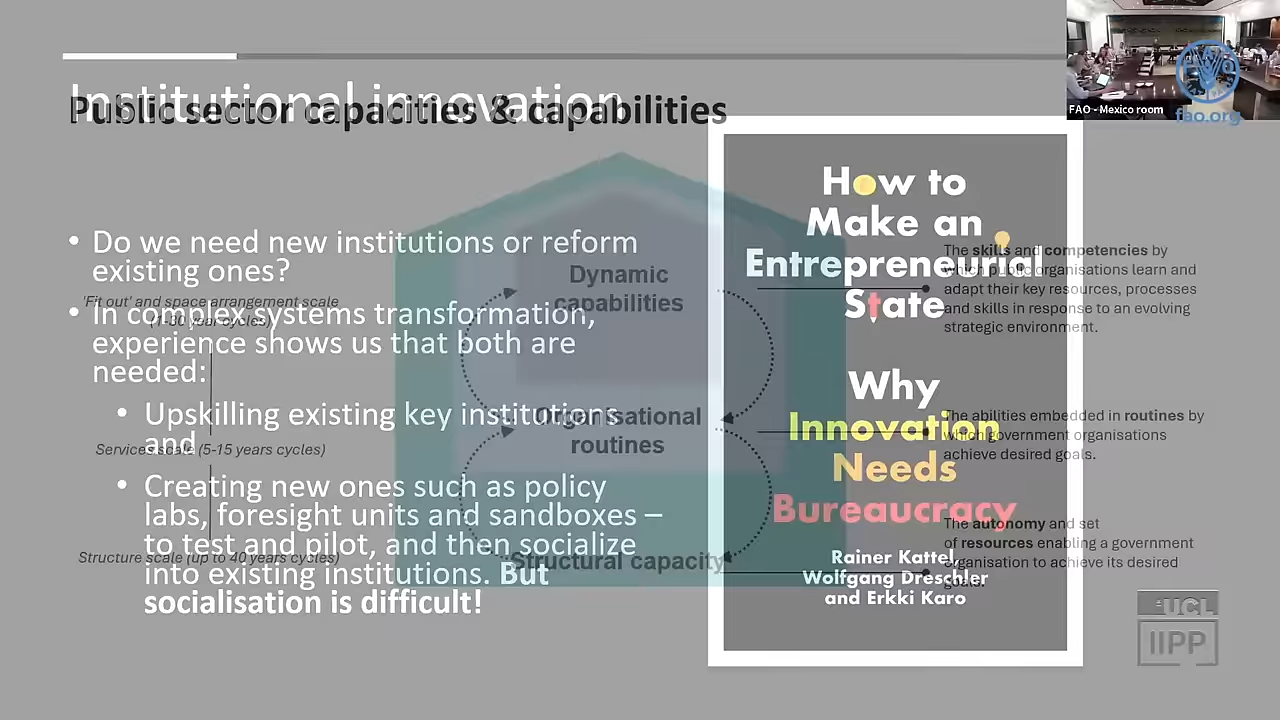 Institutional innovation
Public sector capacities & capabilities
• Do we need new institutions or reform
existing ones?
• In complex systems transformation,
experience shows us that both are
needed:
• Upskilling existing key institutions
and
• Creating new ones such as policy
labs, foresight units and sandboxes –
to test and pilot, and then socialize
into existing institutions. But
socialisation is difficult!
'Fit out' and space arrangement scale
(1-30 year cycles)
Services scale (5-15 years cycles)
Structure scale (up to 40 years cycles)
Dynamic
capabilities
Organisational
routines
Structural capacity
How to
Make an
Entrepreneurial
State
Why
Innovation
Needs
Bureaucracy
Rainer Kattel,
Wolfgang Drechsler
and Erkki Karo
The skills and competencies by
which public organisations learn and
adapt their key resources, processes
and skills in response to an evolving
strategic environment.
The abilities embedded in routines by
which government organisations
achieve desired goals.
The autonomy and set
of resources enabling a government
organisation to achieve its desired
goals.
FAO - Mexico room
fao.org
UCL
IIPP